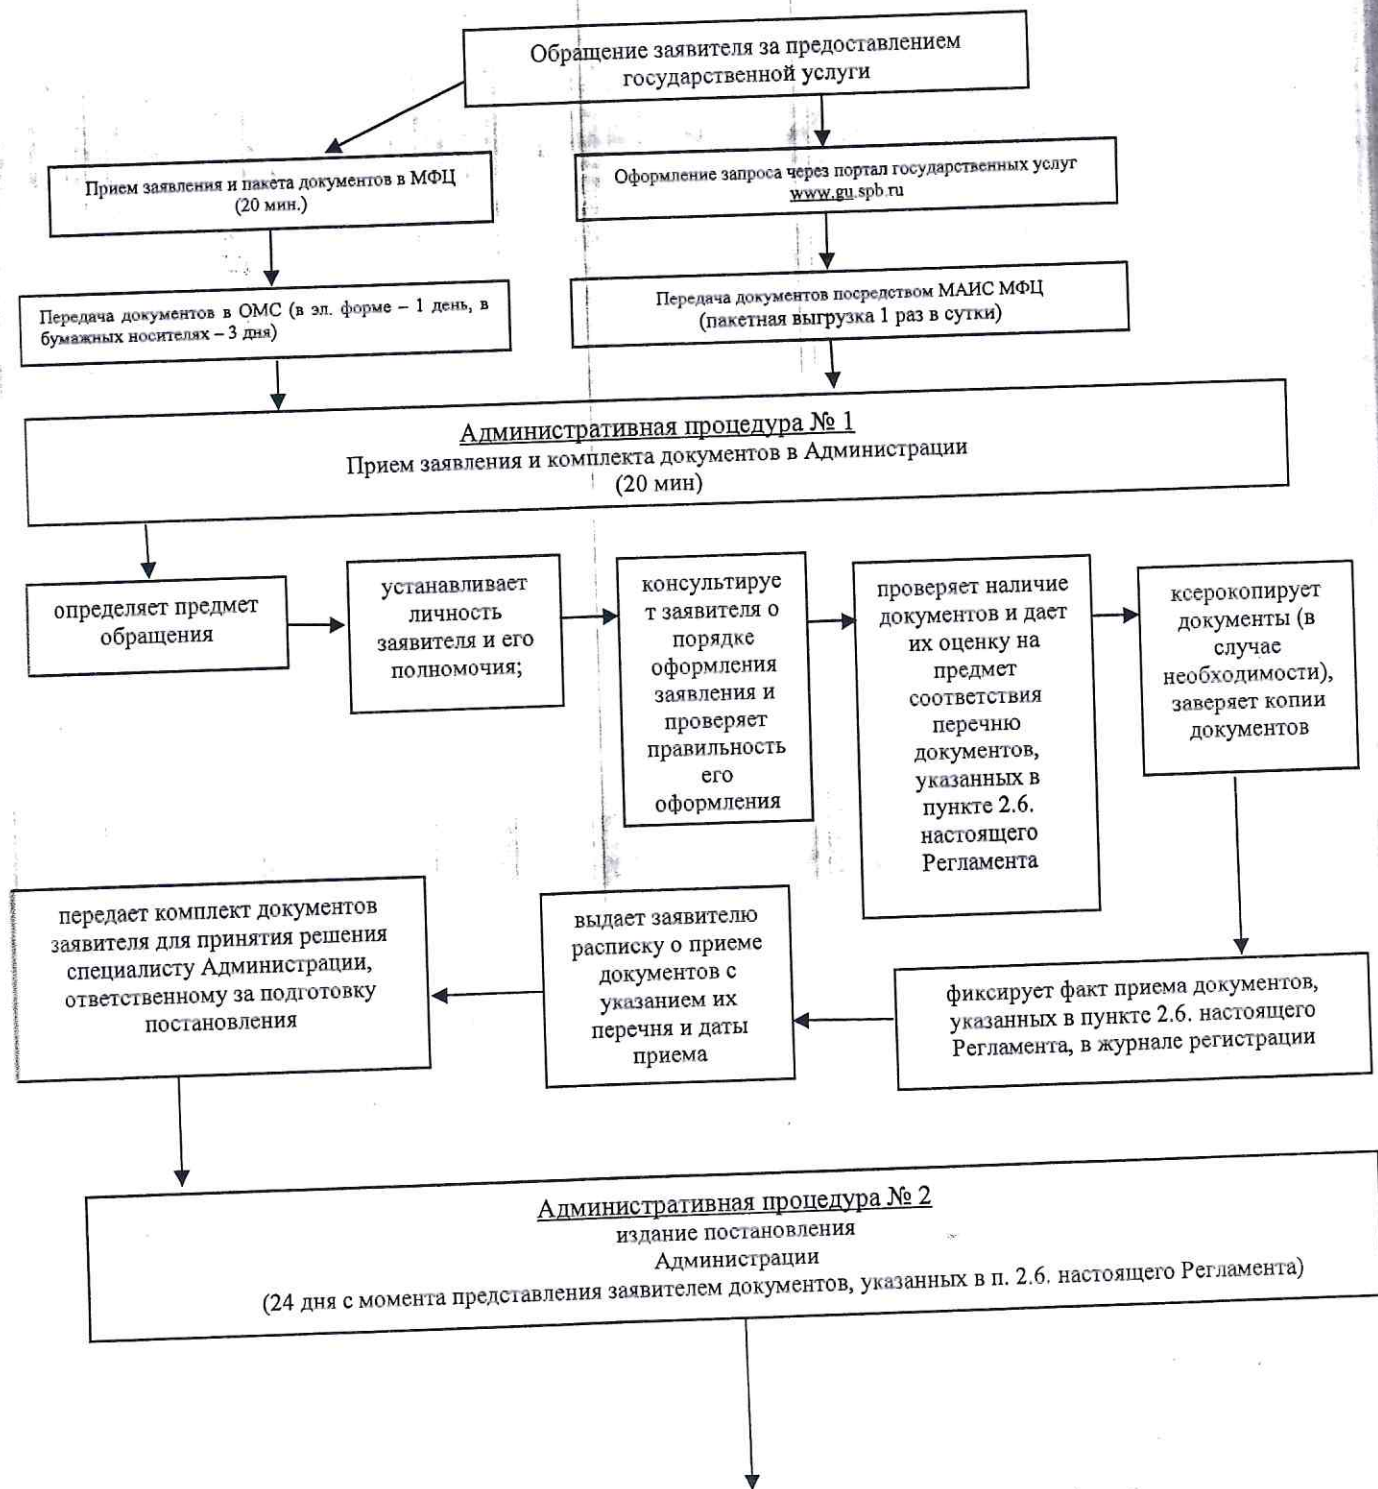 Обращение заявителя за предоставлением
государственной услуги
Прием заявления и пакета документов в МФЦ
(20 мин.)
Оформление запроса через портал государственных услуг
www.gu.spb.ru
Передача документов в ОМС (в эл. форме – 1 день, в
бумажных носителях – 3 дня)
Передача документов посредством МАИС МФЦ
(пакетная выгрузка 1 раз в сутки)
Административная процедура № 1
Прием заявления и комплекта документов в Администрации
(20 мин)
определяет предмет
обращения
устанавливает
личность
заявителя и его
полномочия;
консультируе
т заявителя о
порядке
оформления
заявления и
проверяет
правильность
его
оформления
проверяет наличие
документов и дает
их оценку на
предмет
соответствия
перечню
документов,
указанных в
пункте 2.6.
настоящего
Регламента
ксерокопирует
документы (в
случае
необходимости),
заверяет копии
документов
передает комплект документов
заявителя для принятия решения
специалисту Администрации,
ответственному за подготовку
постановления
выдает заявителю
расписку о приеме
документов с
указанием их
перечня и даты
приема
фиксирует факт приема документов,
указанных в пункте 2.6. настоящего
Регламента, в журнале регистрации
Административная процедура № 2
издание постановления
Администрации
(24 дня с момента представления заявителем документов, указанных в п. 2.6. настоящего Регламента)